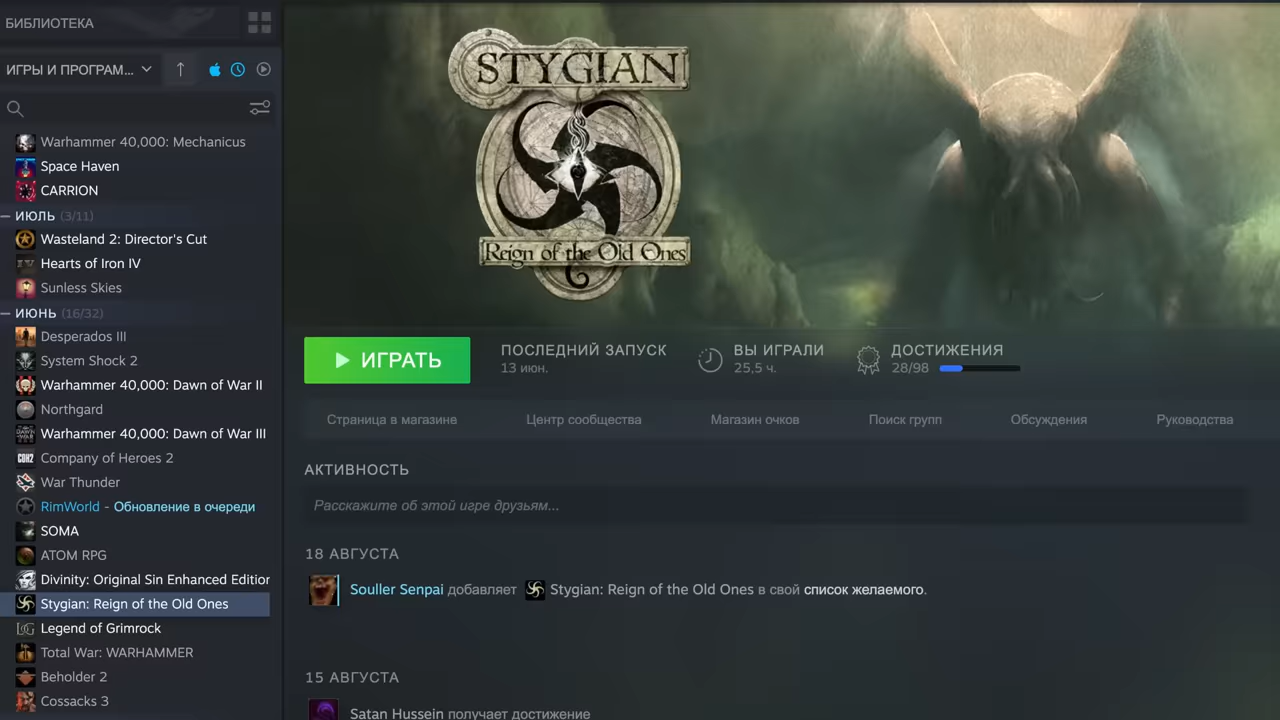 БИБЛИОТЕКА
ИГРЫ И ПРОГРАМ...
Warhammer 40,000: Mechanicus
Space Haven
CARRION
ИЮЛЬ (3/11)
Wasteland 2: Director's Cut
Hearts of Iron IV
Sunless Skies
ИЮНЬ (16/32)
Desperados III
System Shock 2
Warhammer 40,000: Dawn of War II
Northgard
Warhammer 40,000: Dawn of War III
Company of Heroes 2
War Thunder
RimWorld - Обновление в очереди
SOMA
ATOM RPG
Divinity: Original Sin Enhanced Edition
Stygian: Reign of the Old Ones
Legend of Grimrock
Total War: WARHAMMER
Beholder 2
Cossacks 3
STYGIAN
Reign of the Old Ones
ИГРАТЬ
ПОСЛЕДНИЙ ЗАПУСК
13 июн.
ВЫ ИГРАЛИ
25,5 ч.
ДОСТИЖЕНИЯ
28/98
Страница в магазине Центр сообщества Магазин очков Поиск групп Обсуждения Руководства
АКТИВНОСТЬ
Расскажите об этой игре друзьям...
18 АВГУСТА
Souller Senpai добавляет Stygian: Reign of the Old Ones в свой список желаемого.
15 АВГУСТА
Satan Hussein получает достижение